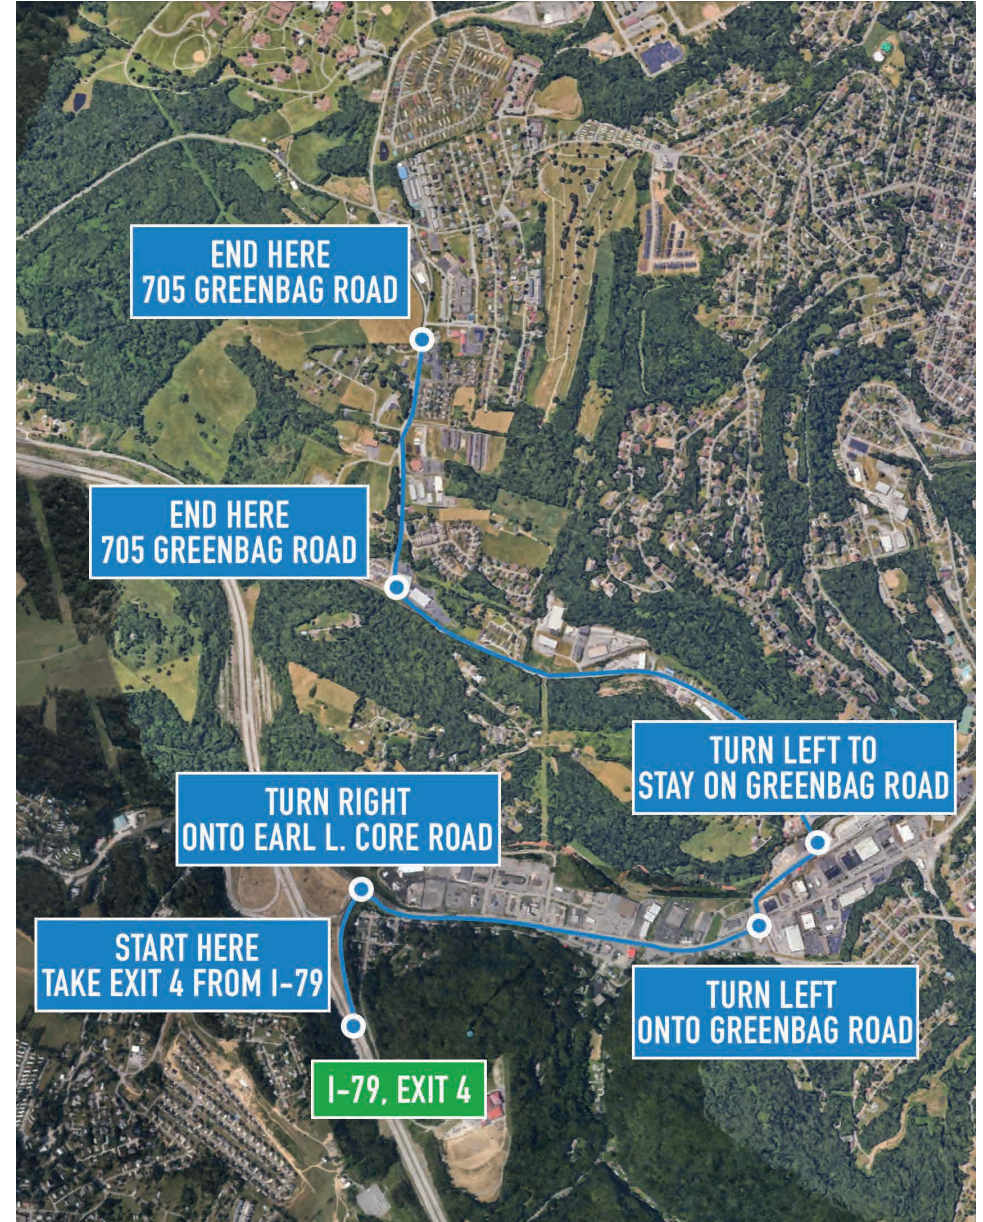 END HERE
705 GREENBAG ROAD
END HERE
705 GREENBAG ROAD
TURN LEFT TO
STAY ON GREENBAG ROAD
TURN RIGHT
ONTO EARL L. CORE ROAD
START HERE
TAKE EXIT 4 FROM I-79
TURN LEFT
ONTO GREENBAG ROAD
I-79, EXIT 4